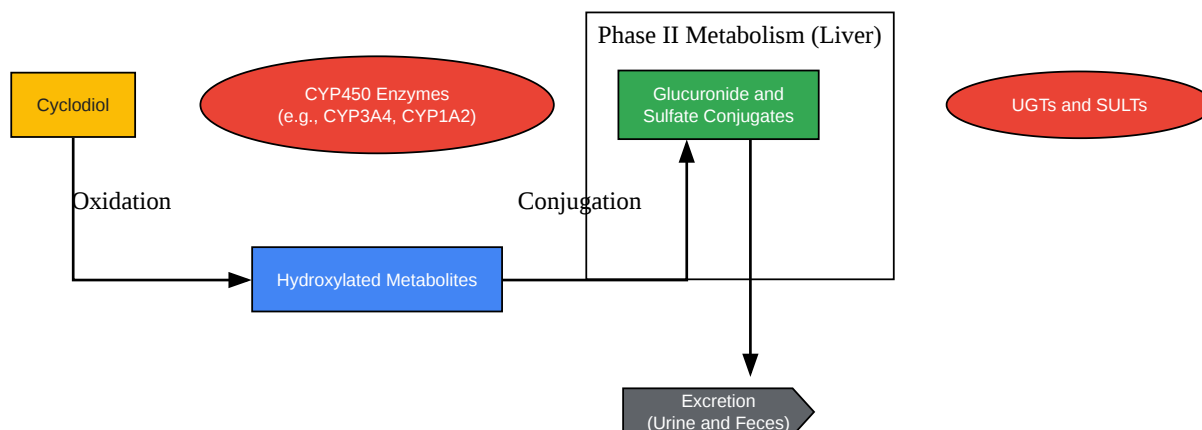 Phase II Metabolism (Liver)
Cyclodiol
CYP450 Enzymes
(e.g., CYP3A4, CYP1A2)
Glucuronide and
Sulfate Conjugates
UGTs and SULTs
Oxidation
Conjugation
Hydroxylated Metabolites
Excretion
(Urine and Feces)